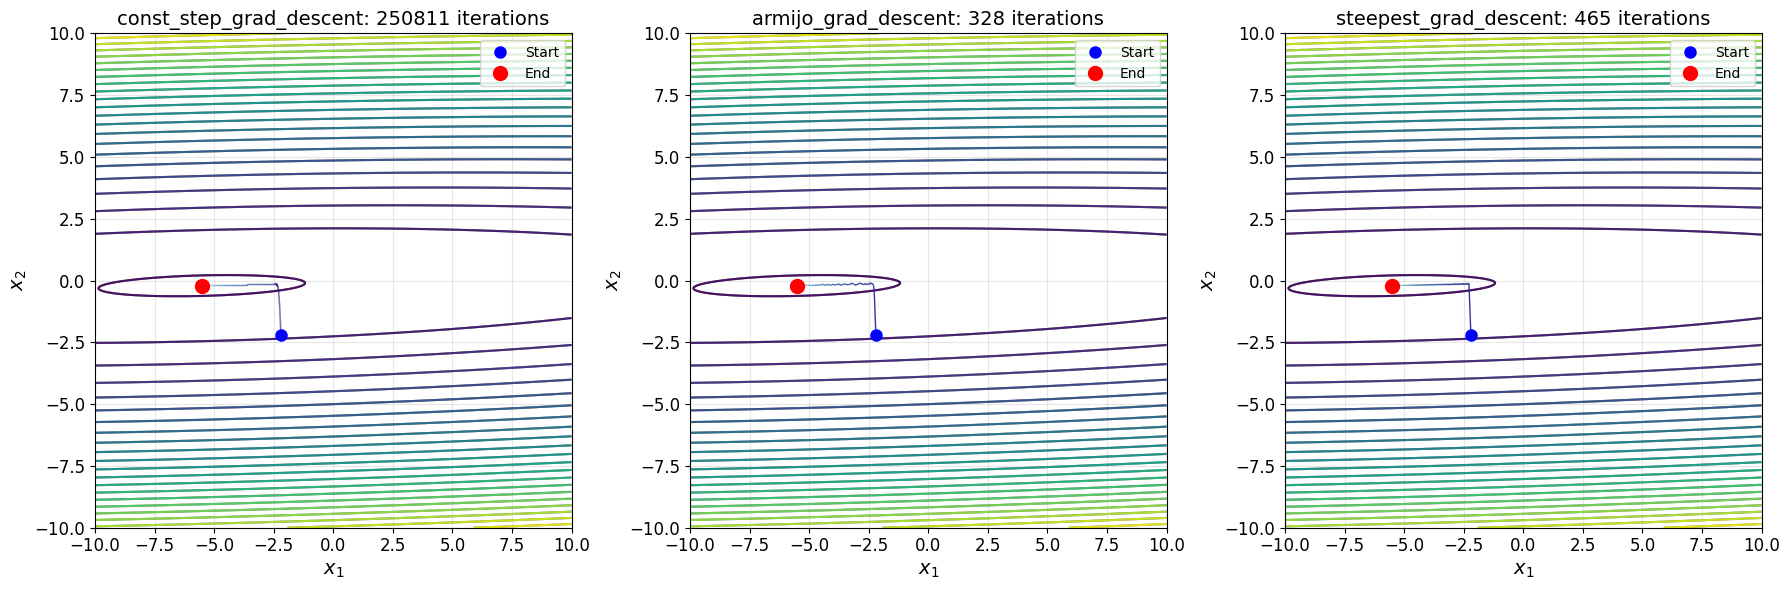 const_step_grad_descent: 250811 iterations
10.0
7.5
5.0
2.5
0.0
−2.5
−5.0
−7.5
−10.0
x₂
Start
End
−10.0 −7.5 −5.0 −2.5 0.0 2.5 5.0 7.5 10.0
x₁
armijo_grad_descent: 328 iterations
10.0
7.5
5.0
2.5
0.0
−2.5
−5.0
−7.5
−10.0
x₂
Start
End
−10.0 −7.5 −5.0 −2.5 0.0 2.5 5.0 7.5 10.0
x₁
steepest_grad_descent: 465 iterations
10.0
7.5
5.0
2.5
0.0
−2.5
−5.0
−7.5
−10.0
x₂
Start
End
−10.0 −7.5 −5.0 −2.5 0.0 2.5 5.0 7.5 10.0
x₁